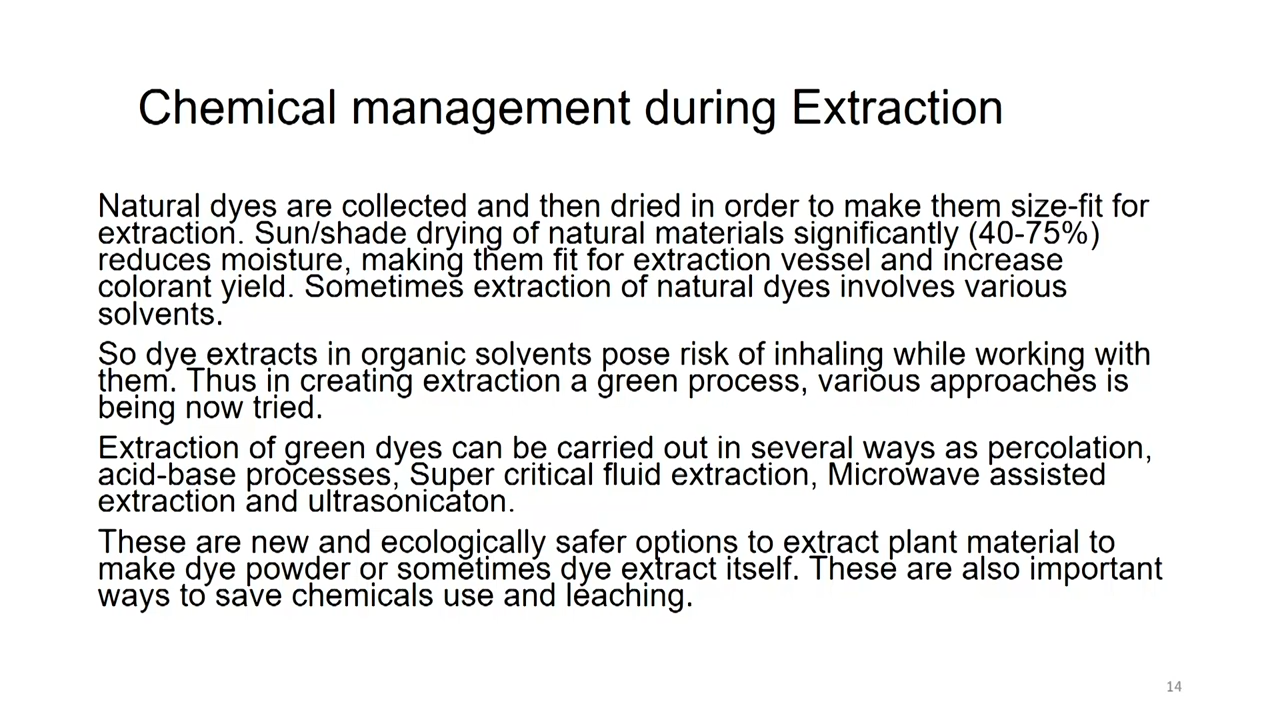 Chemical management during Extraction
Natural dyes are collected and then dried in order to make them size-fit for
extraction. Sun/shade drying of natural materials significantly (40-75%)
reduces moisture, making them fit for extraction vessel and increase
colorant yield. Sometimes extraction of natural dyes involves various
solvents.
So dye extracts in organic solvents pose risk of inhaling while working with
them. Thus in creating extraction a green process, various approaches is
being now tried.
Extraction of green dyes can be carried out in several ways as percolation,
acid-base processes, Super critical fluid extraction, Microwave assisted
extraction and ultrasonicaton.
These are new and ecologically safer options to extract plant material to
make dye powder or sometimes dye extract itself. These are also important
ways to save chemicals use and leaching.
14